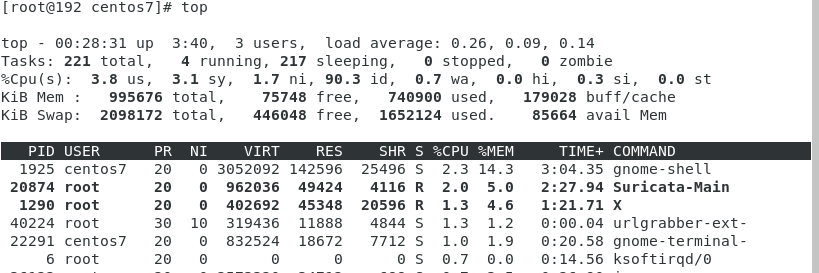 [root@192 centos7]# top
top - 00:28:31 up  3:40,  3 users,  load average: 0.26, 0.09, 0.14
Tasks: 221 total,   4 running, 217 sleeping,   0 stopped,   0 zombie
%Cpu(s):  3.8 us,  3.1 sy,  1.7 ni, 90.3 id,  0.7 wa,  0.0 hi,  0.3 si,  0.0 st
KiB Mem :   995676 total,    75748 free,   740900 used,   179028 buff/cache
KiB Swap:  2098172 total,   446048 free,  1652124 used.    85664 avail Mem
PID USER      PR  NI    VIRT    RES    SHR S %CPU %MEM     TIME+ COMMAND
1925 centos7   20   0 3052092 142596  25496 S  2.3 14.3   3:04.35 gnome-shell
20874 root      20   0  962036  49424   4116 R  2.0  5.0   2:27.94 Suricata-Main
1290 root      20   0  402692  45348  20596 R  1.3  4.6   1:21.71 X
40224 root      30  10  319436  11888   4844 S  1.3  1.2   0:00.04 urlgrabber-ext-
22291 centos7   20   0  832524  18672   7712 S  1.0  1.9   0:20.58 gnome-terminal-
6 root      20   0       0      0      0 S  0.7  0.0   0:14.56 ksoftirqd/0